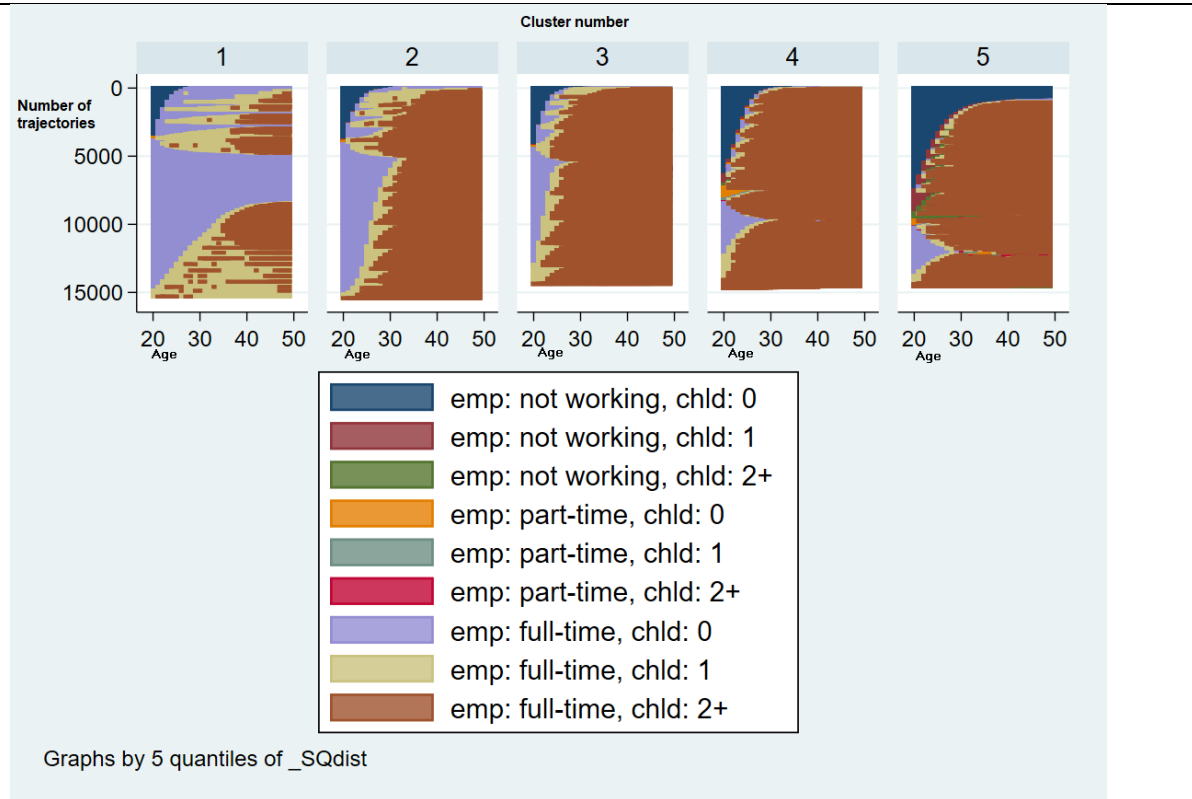 Cluster number
1 2 3 4 5
Number of
trajectories
0
5000
10000
15000
20 30 40 50 20 30 40 50 20 30 40 50 20 30 40 50 20 30 40 50
Age Age Age Age Age
emp: not working, chld: 0
emp: not working, chld: 1
emp: not working, chld: 2+
emp: part-time, chld: 0
emp: part-time, chld: 1
emp: part-time, chld: 2+
emp: full-time, chld: 0
emp: full-time, chld: 1
emp: full-time, chld: 2+
Graphs by 5 quantiles of _SQdist